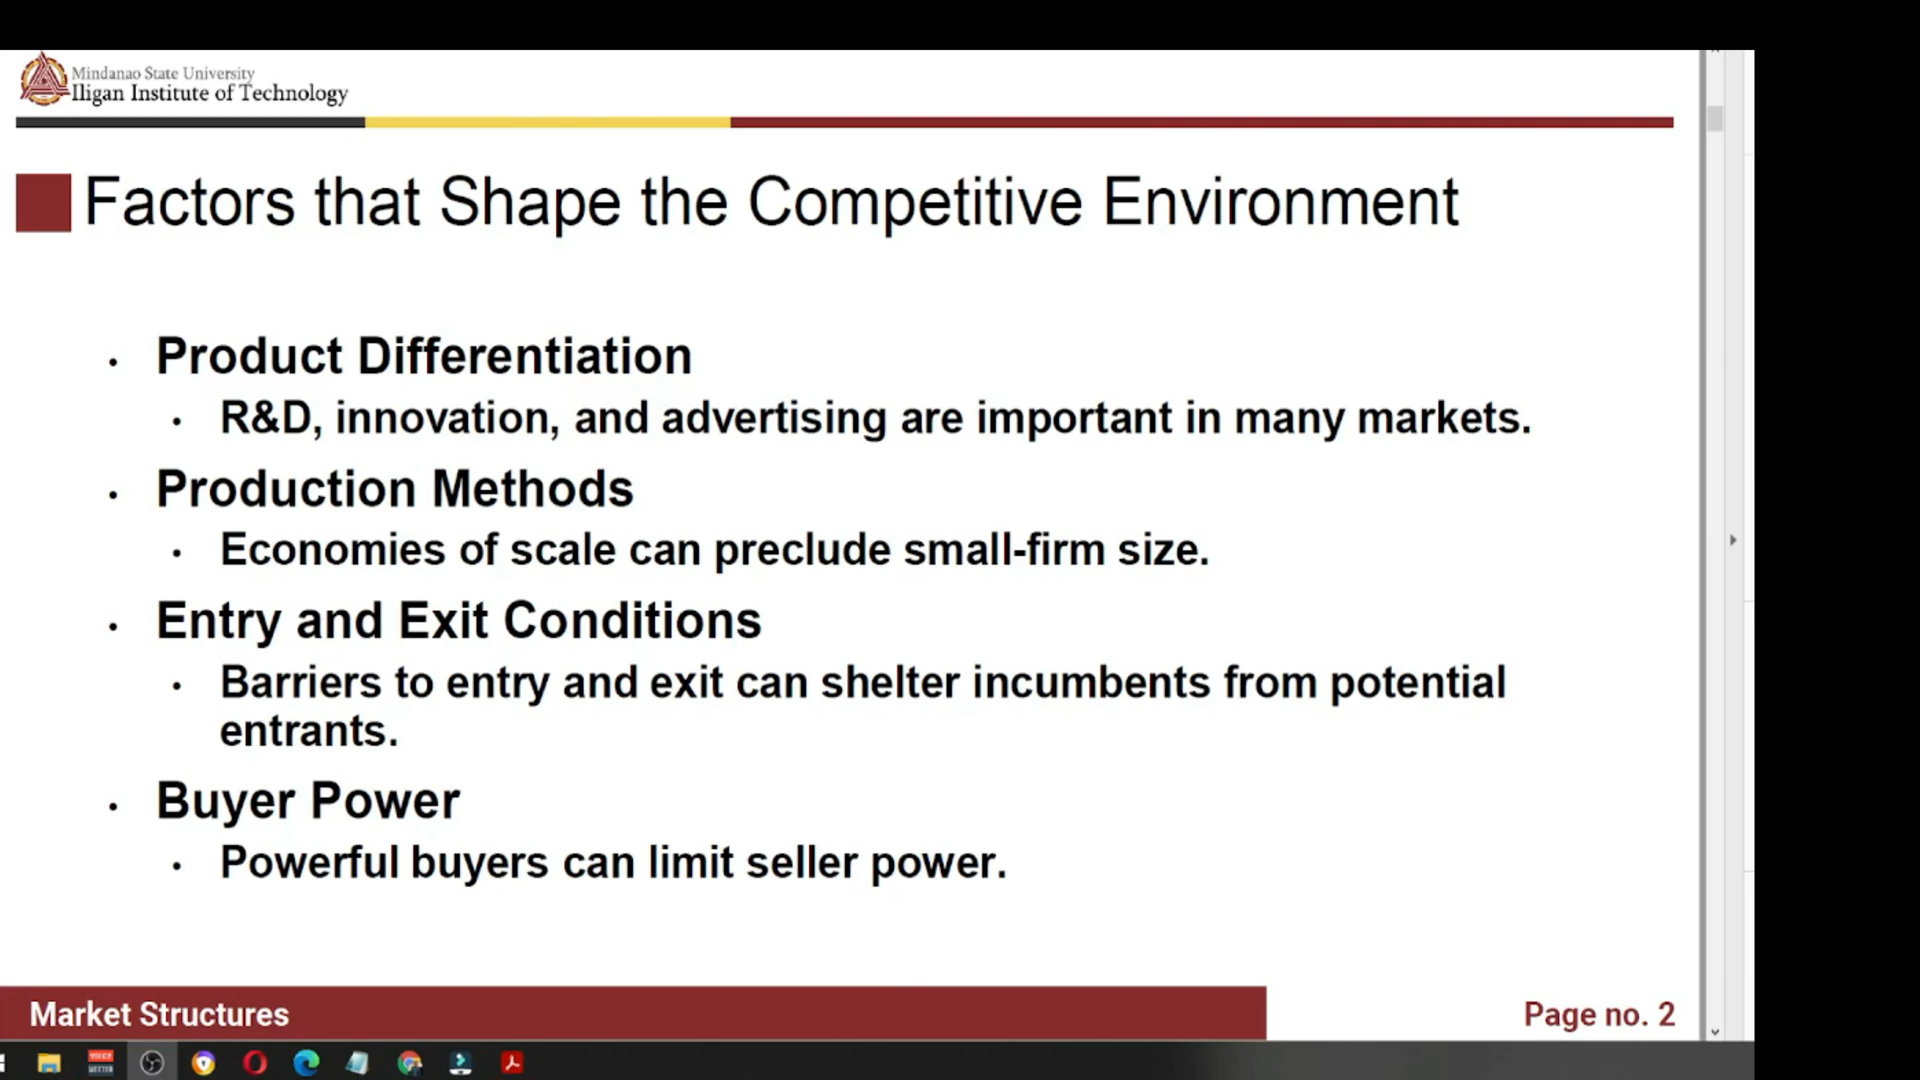 Mindanao State University
Iligan Institute of Technology
Factors that Shape the Competitive Environment
• Product Differentiation
• R&D, innovation, and advertising are important in many markets.
• Production Methods
• Economies of scale can preclude small-firm size.
• Entry and Exit Conditions
• Barriers to entry and exit can shelter incumbents from potential
entrants.
• Buyer Power
• Powerful buyers can limit seller power.
Market Structures
Page no. 2